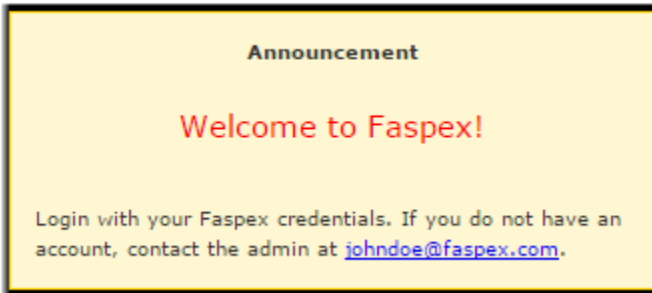 Announcement
Welcome to Faspex!
Login with your Faspex credentials. If you do not have an
account, contact the admin at johndoe@faspex.com.